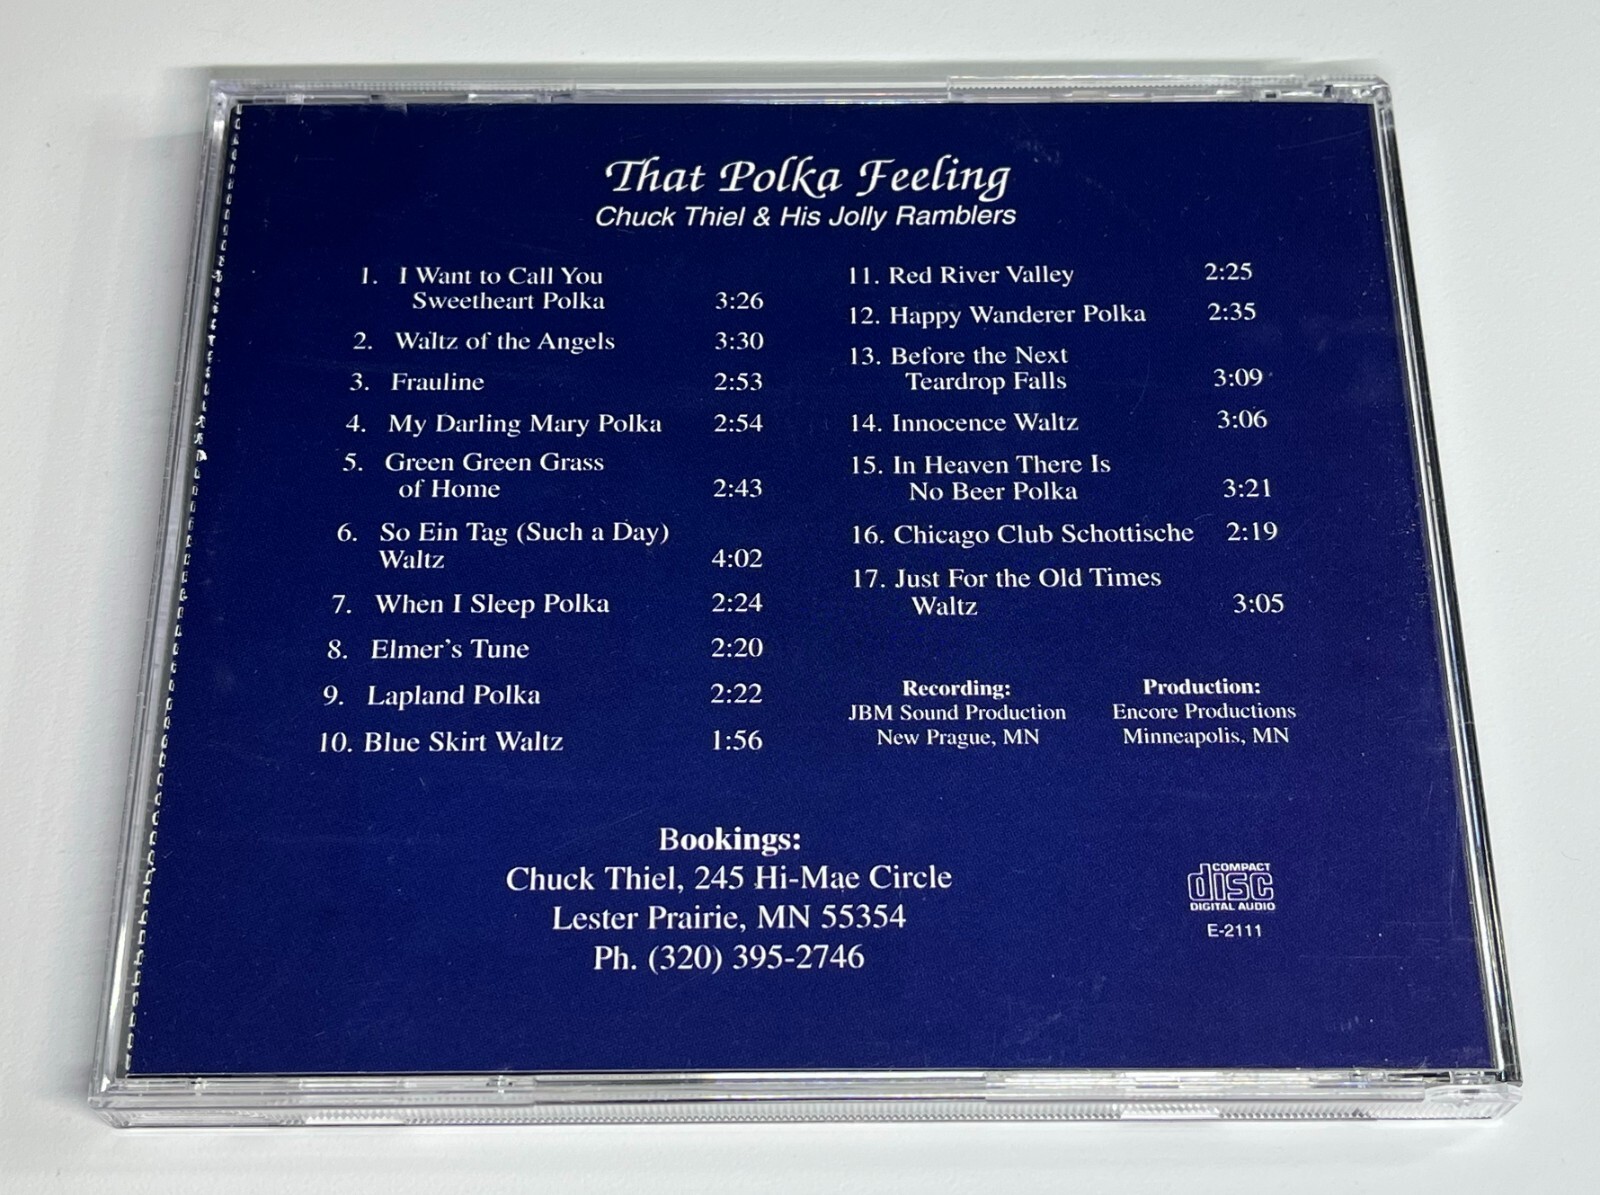 That Polka Feeling
Chuck Thiel & His Jolly Ramblers
1. I Want to Call You
Sweetheart Polka 3:26
2. Waltz of the Angels 3:30
3. Frauline 2:53
4. My Darling Mary Polka 2:54
5. Green Green Grass
of Home 2:43
6. So Ein Tag (Such a Day)
Waltz 4:02
7. When I Sleep Polka 2:24
8. Elmer's Tune 2:20
9. Lapland Polka 2:22
10. Blue Skirt Waltz 1:56
11. Red River Valley 2:25
12. Happy Wanderer Polka 2:35
13. Before the Next
Teardrop Falls 3:09
14. Innocence Waltz 3:06
15. In Heaven There Is
No Beer Polka 3:21
16. Chicago Club Schottische 2:19
17. Just For the Old Times
Waltz 3:05
Recording:
JBM Sound Production
New Prague, MN
Production:
Encore Productions
Minneapolis, MN
Bookings:
Chuck Thiel, 245 Hi-Mae Circle
Lester Prairie, MN 55354
Ph. (320) 395-2746
COMPACT
disc
DIGITAL AUDIO
E-2111